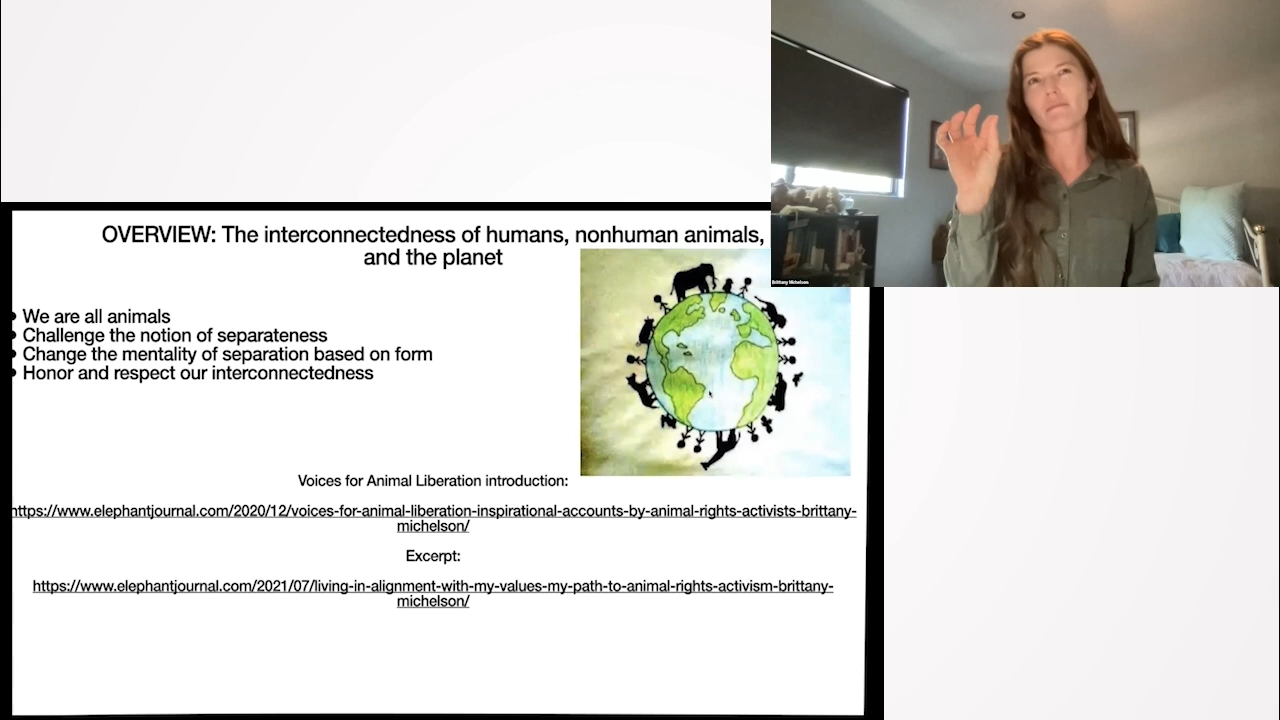 Brittany Michelson
OVERVIEW: The interconnectedness of humans, nonhuman animals,
and the planet
• We are all animals
• Challenge the notion of separateness
• Change the mentality of separation based on form
• Honor and respect our interconnectedness
Voices for Animal Liberation introduction:
https://www.elephantjournal.com/2020/12/voices-for-animal-liberation-inspirational-accounts-by-animal-rights-activists-brittany-
michelson/
Excerpt:
https://www.elephantjournal.com/2021/07/living-in-alignment-with-my-values-my-path-to-animal-rights-activism-brittany-
michelson/